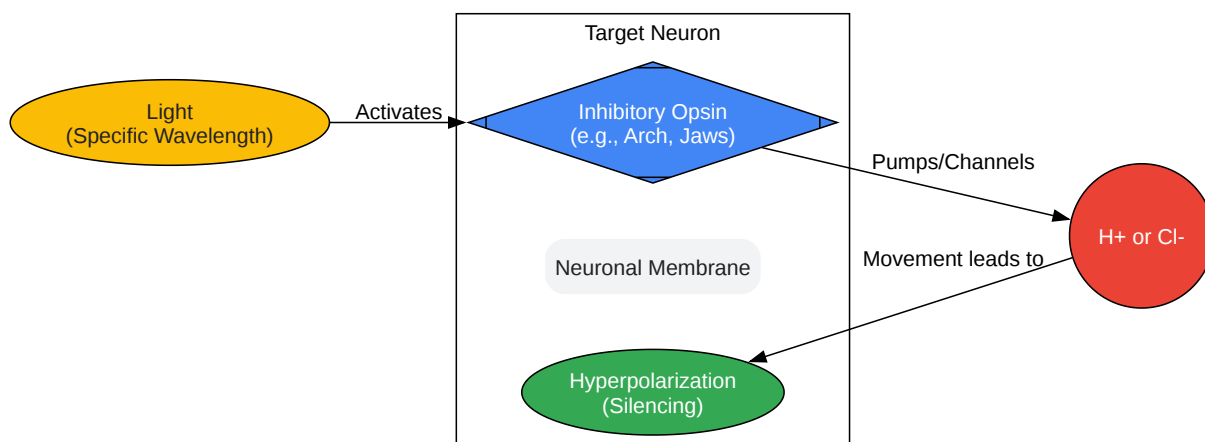 Target Neuron
Light
(Specific Wavelength)
Activates
Inhibitory Opsin
(e.g., Arch, Jaws)
Pumps/Channels
H+ or Cl-
Movement leads to
Neuronal Membrane
Hyperpolarization
(Silencing)